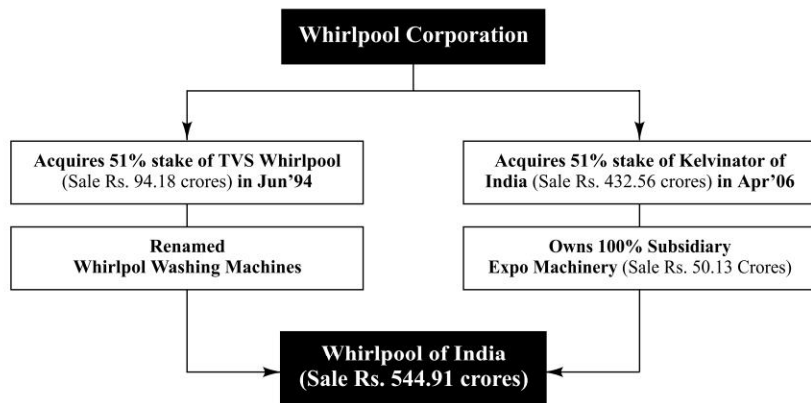 Whirlpool Corporation
Acquires 51% stake of TVS Whirlpool
(Sale Rs. 94.18 crores) in Jun’94
Acquires 51% stake of Kelvinator of
India (Sale Rs. 432.56 crores) in Apr’06
Renamed
Whirlpol Washing Machines
Owns 100% Subsidiary
Expo Machinery (Sale Rs. 50.13 Crores)
Whirlpool of India
(Sale Rs. 544.91 crores)